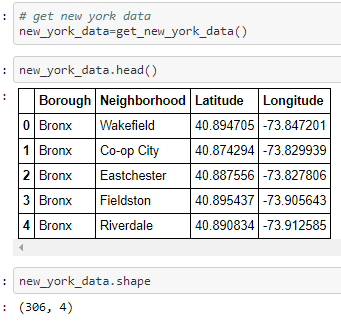 # get new york data
new_york_data=get_new_york_data()
new_york_data.head()
Borough Neighborhood Latitude Longitude
0 Bronx Wakefield 40.894705 -73.847201
1 Bronx Co-op City 40.874294 -73.829939
2 Bronx Eastchester 40.887556 -73.827806
3 Bronx Fieldston 40.895437 -73.905643
4 Bronx Riverdale 40.890834 -73.912585
new_york_data.shape
(306, 4)